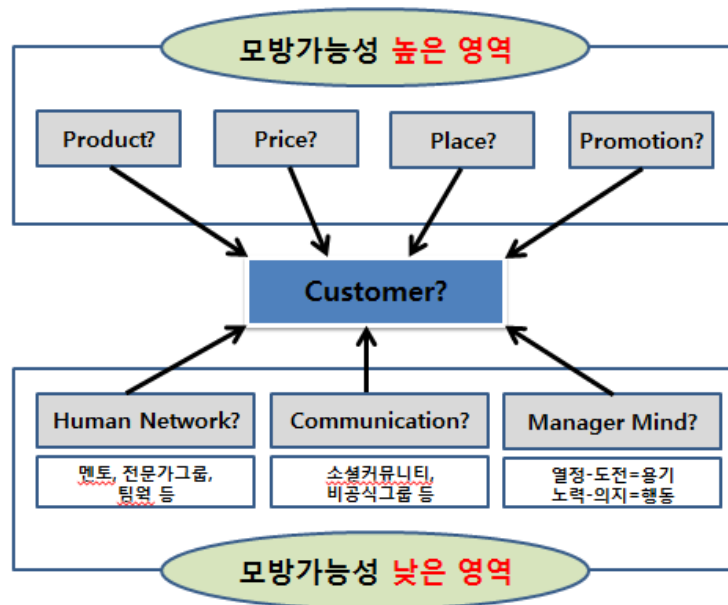 모방가능성 높은 영역
Product?
Price?
Place?
Promotion?
Customer?
Human Network?
Communication?
Manager Mind?
멘토, 전문가그룹,
팀웍 등
소셜커뮤니티,
비공식그룹 등
열정-도전=용기
노력-의지=행동
모방가능성 낮은 영역